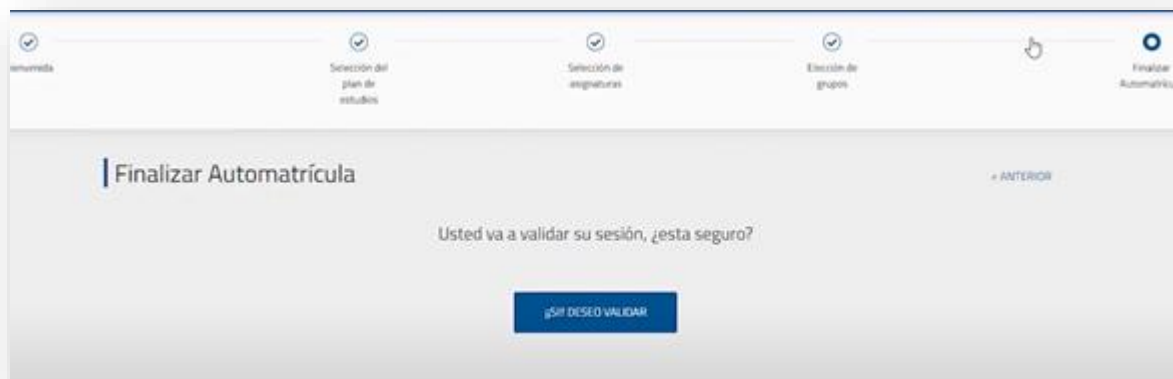 Selección del
plan de
estudios
Selección de
asignaturas
Elección de
grupos
Finalizar
Finalizar Automatrícula
« ANTERIOR
Usted va a validar su sesión, ¿esta seguro?
¡¡SI!! DESEO VALIDAR